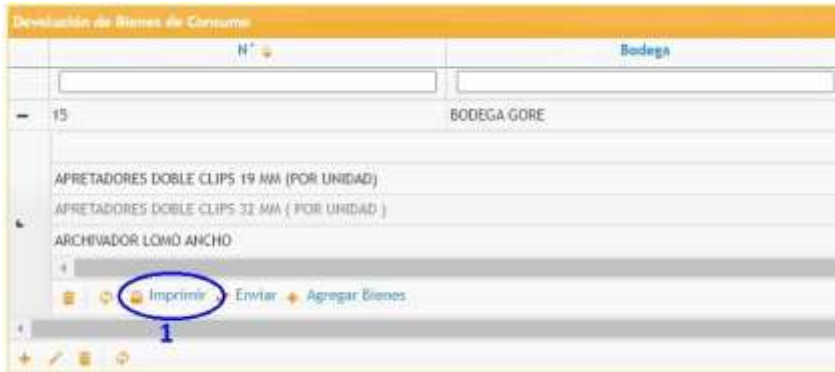 Devolución de Bienes de Consumo
N° Bodega
15 BODEGA GORE
APRETADORES DOBLE CLIPS 19 MM (POR UNIDAD)
APRETADORES DOBLE CLIPS 32 MM ( POR UNIDAD )
ARCHIVADOR LOMO ANCHO
Imprimir Enviar Agregar Bienes
1